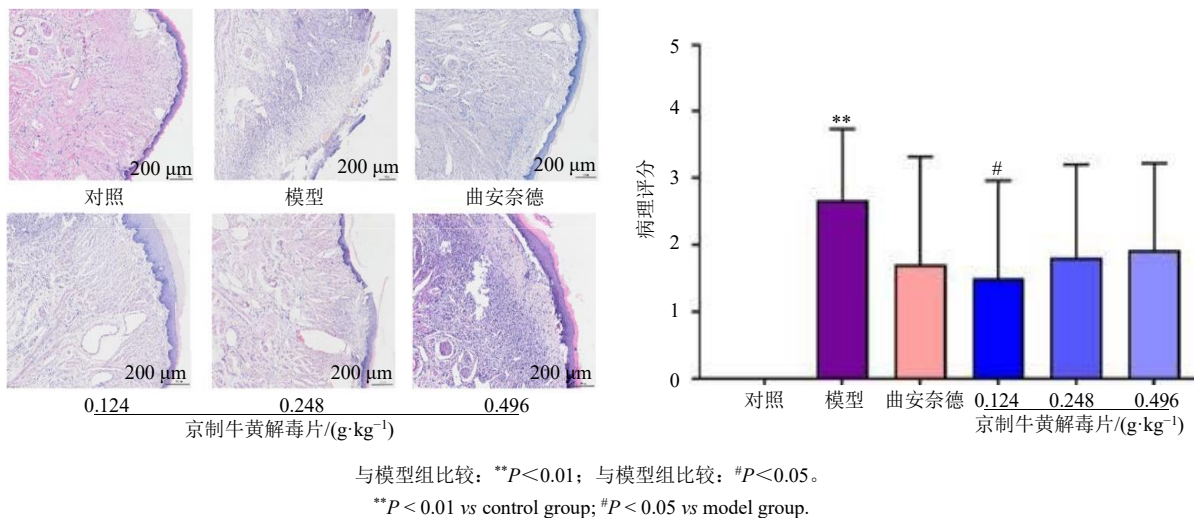 200 μm 200 μm 200 μm
对照 模型 曲安奈德
200 μm 200 μm 200 μm
0.124 0.248 0.496
京制牛黄解毒片/(g·kg⁻¹)
病理评分
5
4
3
2
1
0
**
#
对照 模型 曲安奈德 0.124 0.248 0.496
京制牛黄解毒片/(g·kg⁻¹)
与模型组比较：**P＜0.01；与模型组比较：#P＜0.05。
**P < 0.01 vs control group; #P < 0.05 vs model group.